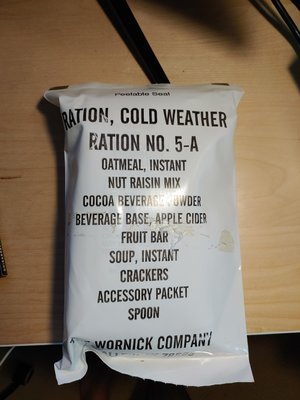 Peelable Seal
RATION, COLD WEATHER
RATION NO. 5-A
OATMEAL, INSTANT
NUT RAISIN MIX
COCOA BEVERAGE POWDER
BEVERAGE BASE, APPLE CIDER
FRUIT BAR
SOUP, INSTANT
CRACKERS
ACCESSORY PACKET
SPOON
WORNICK COMPANY